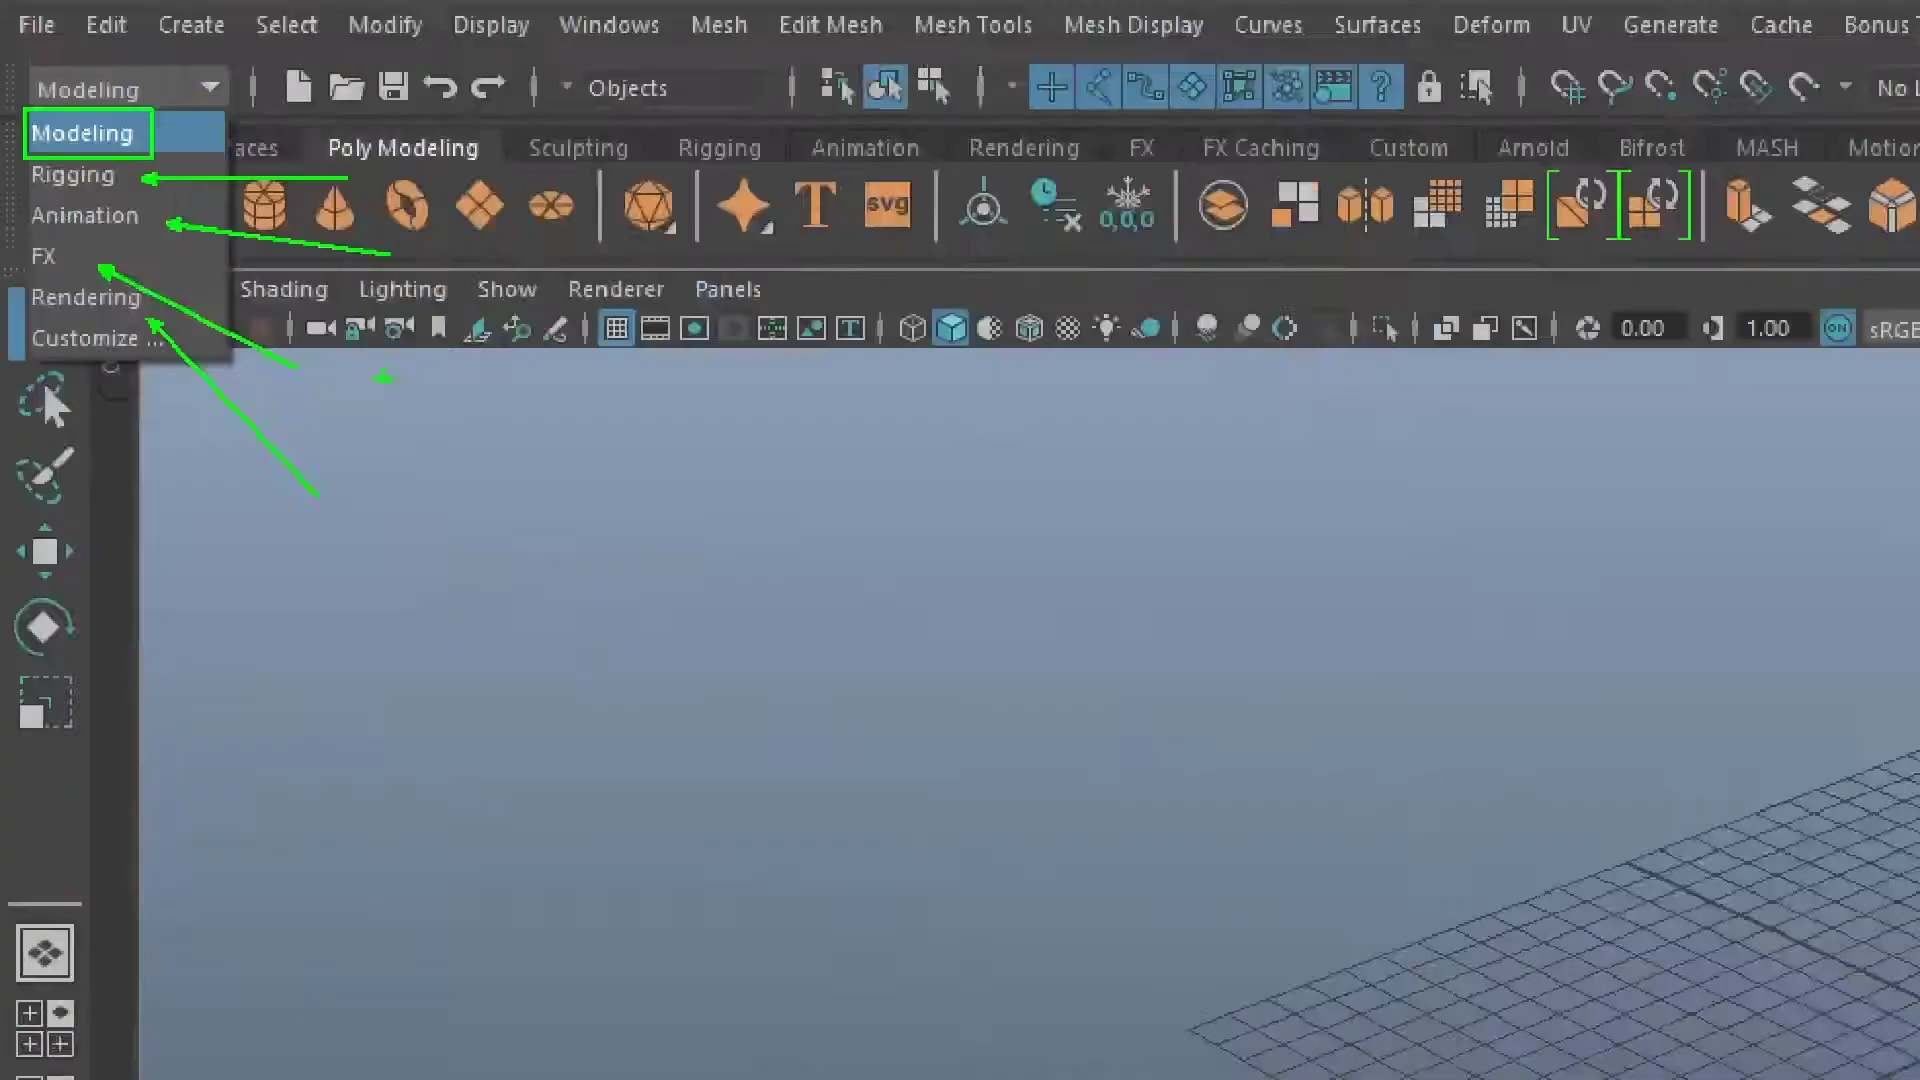 File Edit Create Select Modify Display Windows Mesh Edit Mesh Mesh Tools Mesh Display Curves Surfaces Deform UV Generate Cache Bonus T
Modeling Objects No L
Modeling
Rigging
Animation
FX
Rendering
Customize ...
aces Poly Modeling Sculpting Rigging Animation Rendering FX FX Caching Custom Arnold Bifrost MASH Motion
T svg 0,0,0
Shading Lighting Show Renderer Panels
T 0.00 1.00 ON sRGB